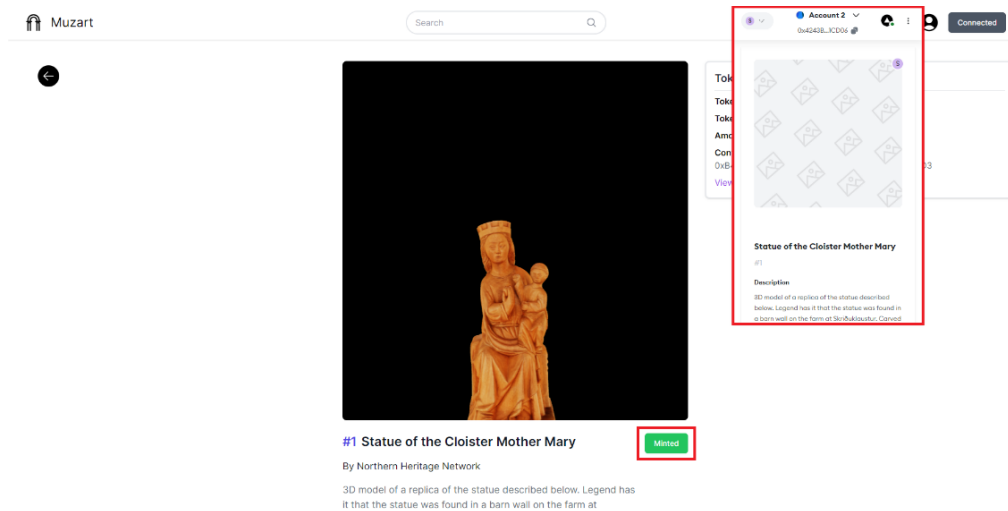 Muzart
Search
Connected
#1 Statue of the Cloister Mother Mary
Minted
By Northern Heritage Network
3D model of a replica of the statue described below. Legend has
it that the statue was found in a barn wall on the farm at
Tok
Toke
Toke
Amo
Con
0xB
View
S
Account 2
0x4243B...1CD06
S
Statue of the Cloister Mother Mary
#1
Description
3D model of a replica of the statue described
below. Legend has it that the statue was found in
a barn wall on the farm at Skriðuklaustur. Carved